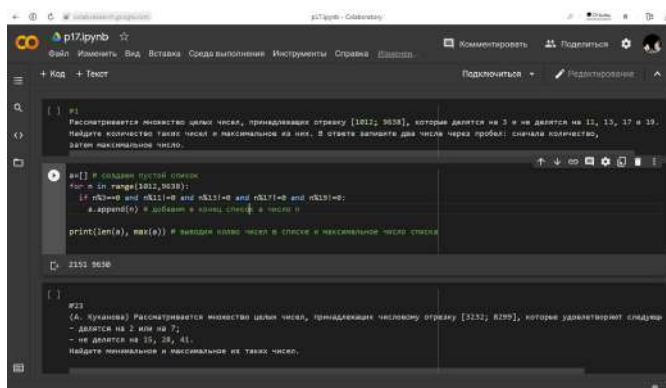 p17.ipynb - Colaboratory
p17.ipynb
Файл Изменить Вид Вставка Среда выполнения Инструменты Справка
Комментировать Поделиться
+ Код + Текст
Подключиться Редактирование
[ ] #1
Рассматривается множество целых чисел, принадлежащих отрезку [1012; 9638], которые делятся на 3 и не делятся на 11, 13, 17 и 19.
Найдите количество таких чисел и максимальное из них. В ответе запишите два числа через пробел: сначала количество,
затем максимальное число.
a=[] # создаем пустой список
for n in range(1012,9638):
if n%3==0 and n%11!=0 and n%13!=0 and n%17!=0 and n%19!=0:
a.append(n) # добавим в конец списка a число n
print(len(a), max(a)) # выводим колво чисел в списке и максимальное число списка
2151 9630
[ ]
#23
(А. Куканова) Рассматривается множество целых чисел, принадлежащих числовому отрезку [3232; 8299], которые удовлетворяют следующ
- делятся на 2 или на 7;
- не делятся на 15, 28, 41.
Найдите минимальное и максимальное из таких чисел.